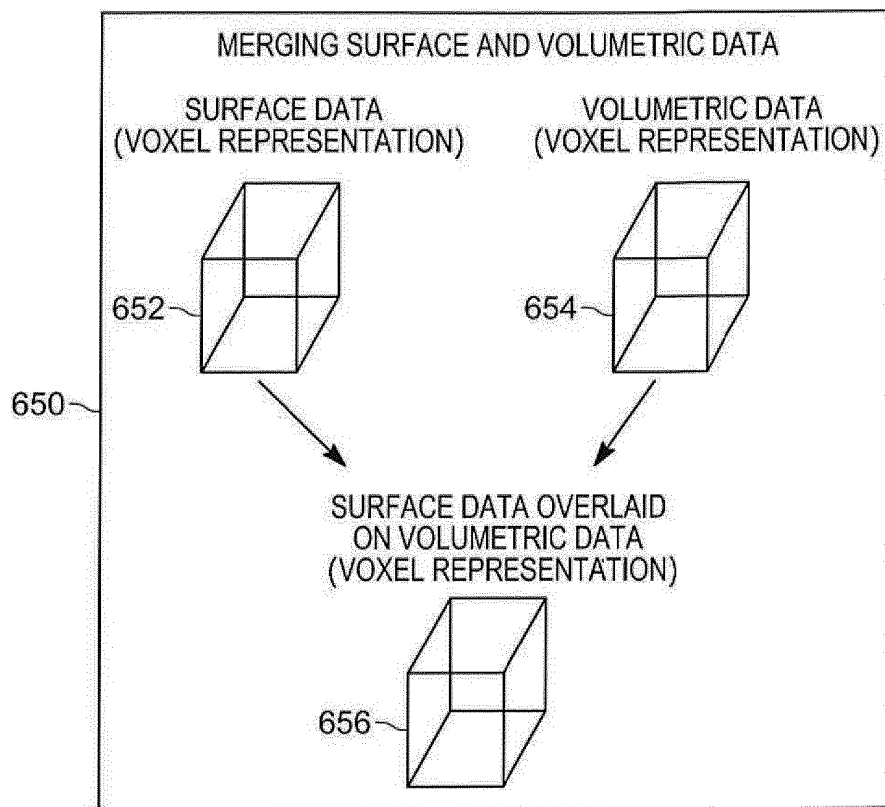 MERGING SURFACE AND VOLUMETRIC DATA
SURFACE DATA
(VOXEL REPRESENTATION)
VOLUMETRIC DATA
(VOXEL REPRESENTATION)
652
654
650
SURFACE DATA OVERLAID
ON VOLUMETRIC DATA
(VOXEL REPRESENTATION)
656